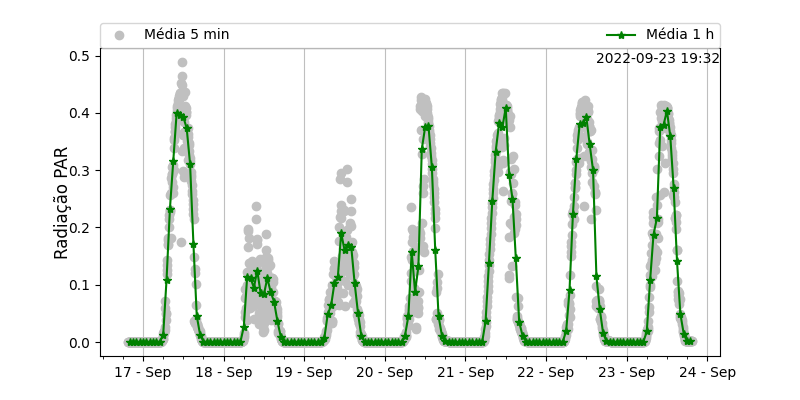 Média 5 min
Média 1 h
2022-09-23 19:32
Radiação PAR
0.5
0.4
0.3
0.2
0.1
0.0
17 - Sep
18 - Sep
19 - Sep
20 - Sep
21 - Sep
22 - Sep
23 - Sep
24 - Sep